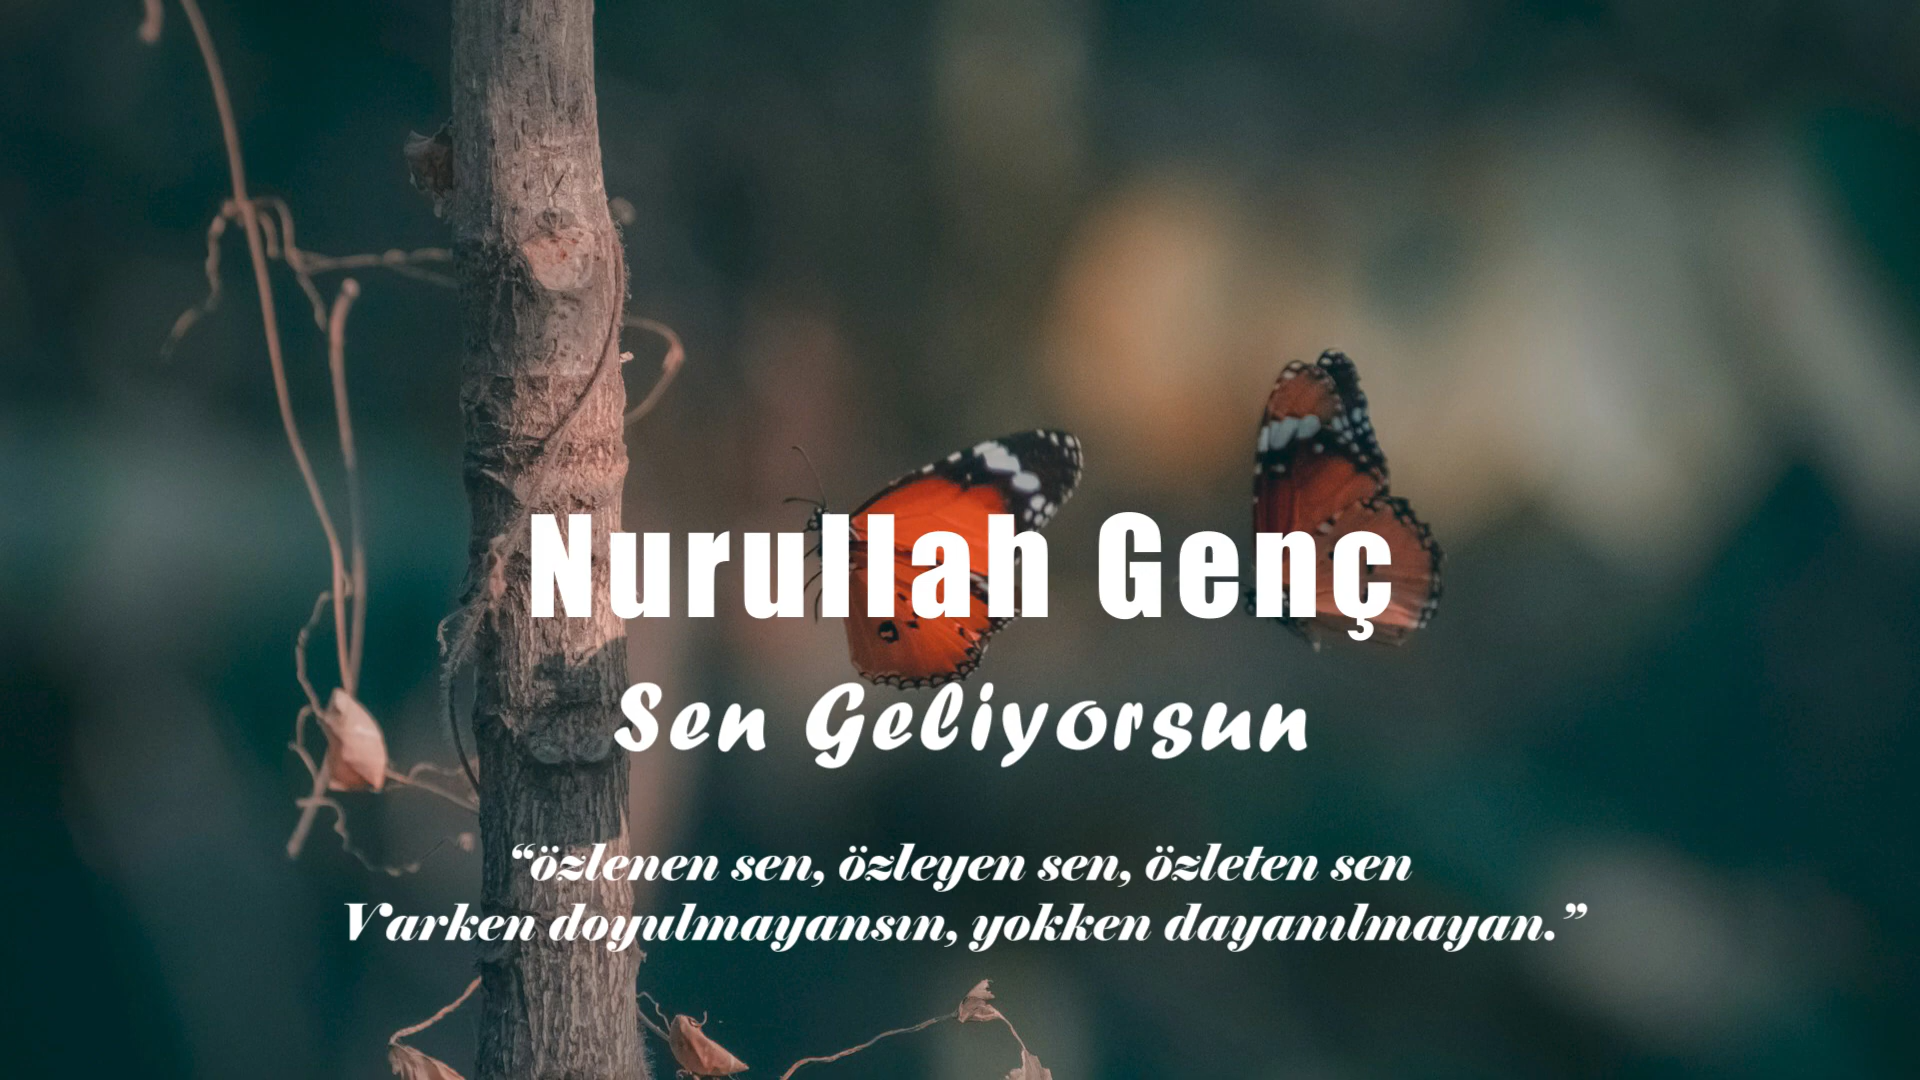 Nurullah Genç
Sen Geliyorsun
“özlenen sen, özleyen sen, özleten sen
Varken doyulmayansın, yokken dayanılmayan.”